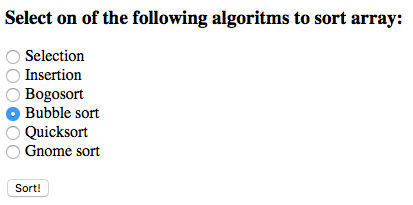 Select on of the following algoritms to sort array:
Selection
Insertion
Bogosort
Bubble sort
Quicksort
Gnome sort
Sort!